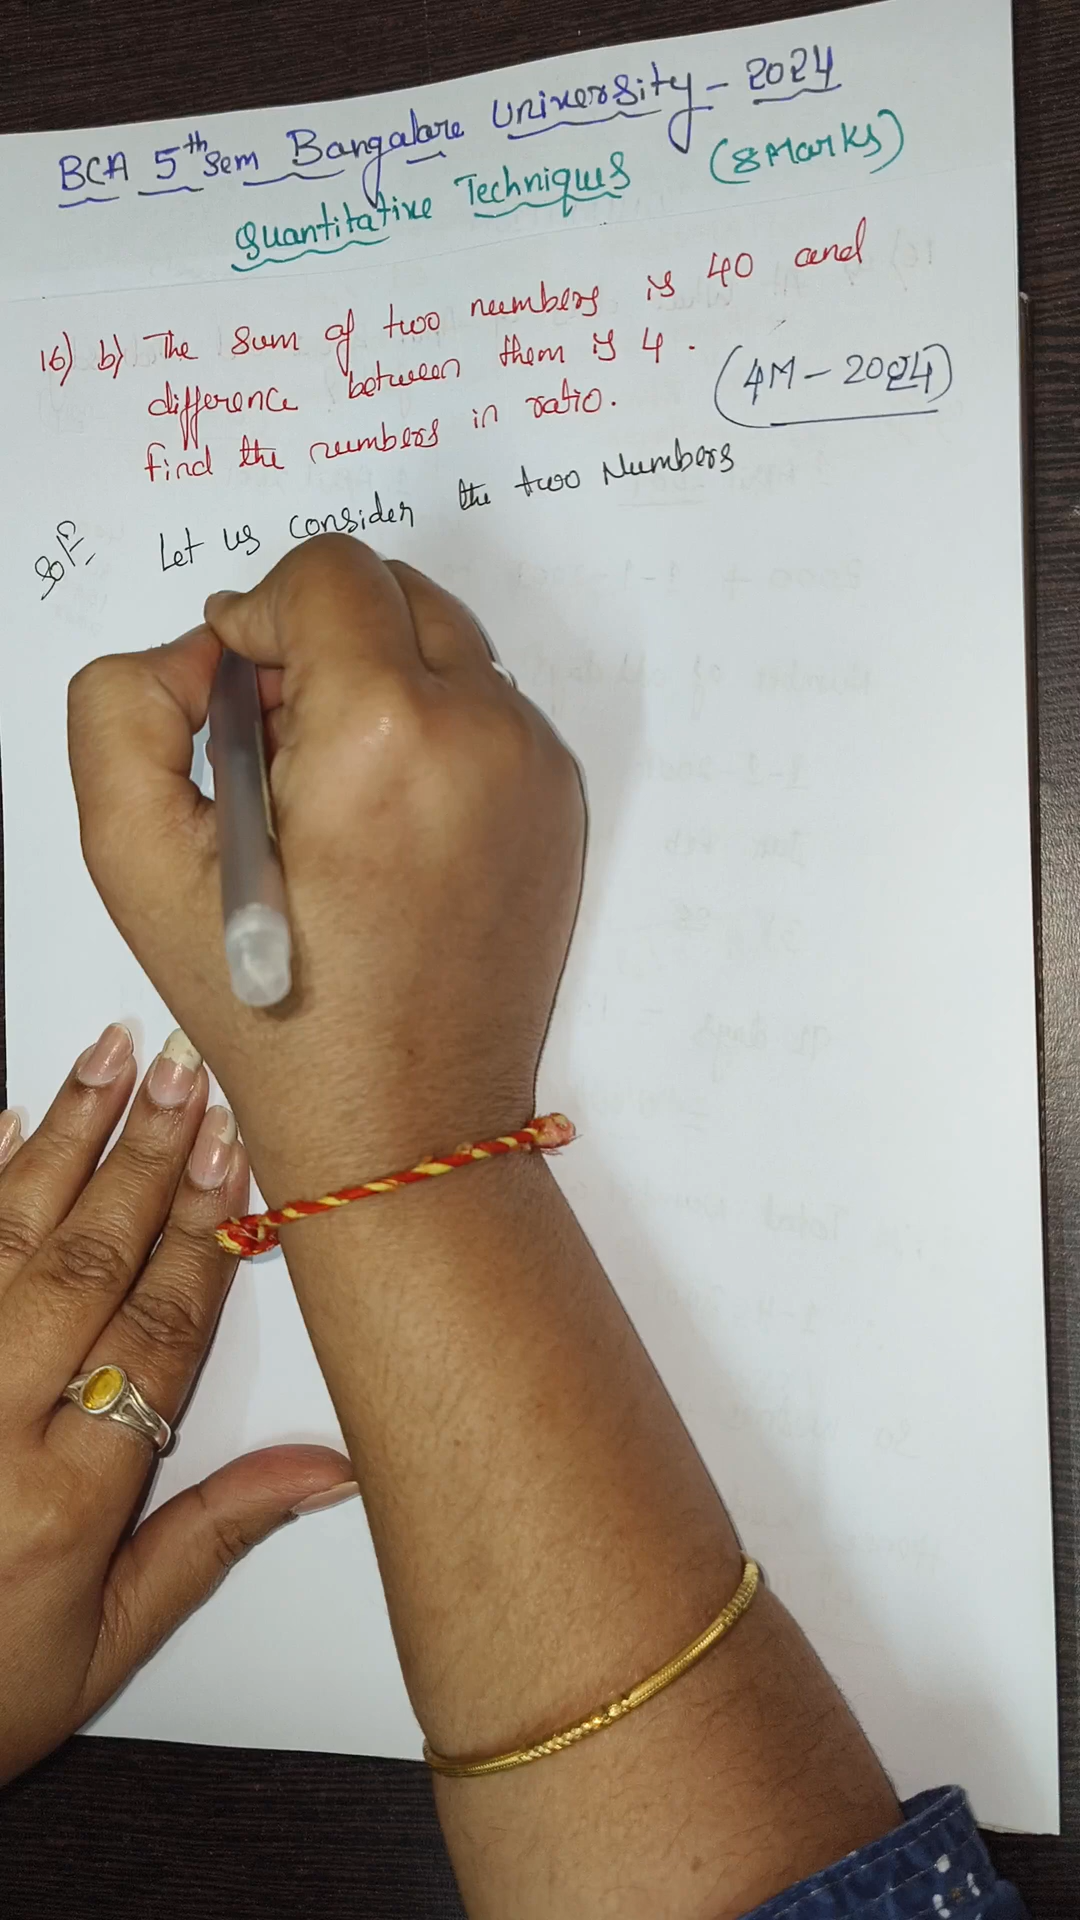 BCA 5th Sem Bangalore University - 2024
Quantitative Techniques (8 Marks)
16) b) The sum of two numbers is 40 and
difference between them is 4.
find the numbers in ratio. (4M - 2024)
Soln Let us consider the two Numbers